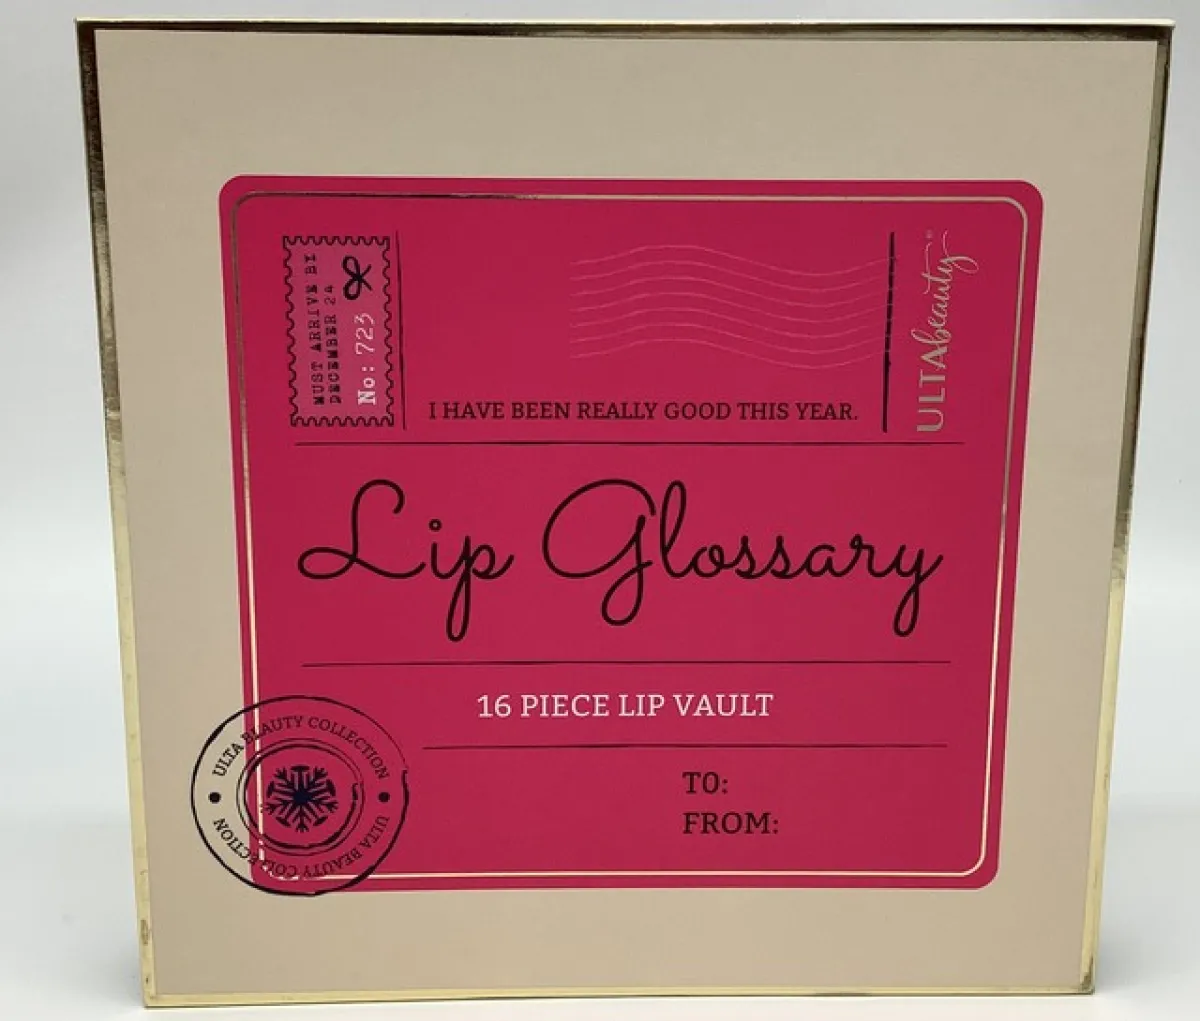 MUST ARRIVE BY
DECEMBER 24
No: 723
I HAVE BEEN REALLY GOOD THIS YEAR.
ULTAbeauty®
Lip Glossary
16 PIECE LIP VAULT
TO:
FROM:
ULTA BEAUTY COLLECTION
ULTA BEAUTY COLLECTION